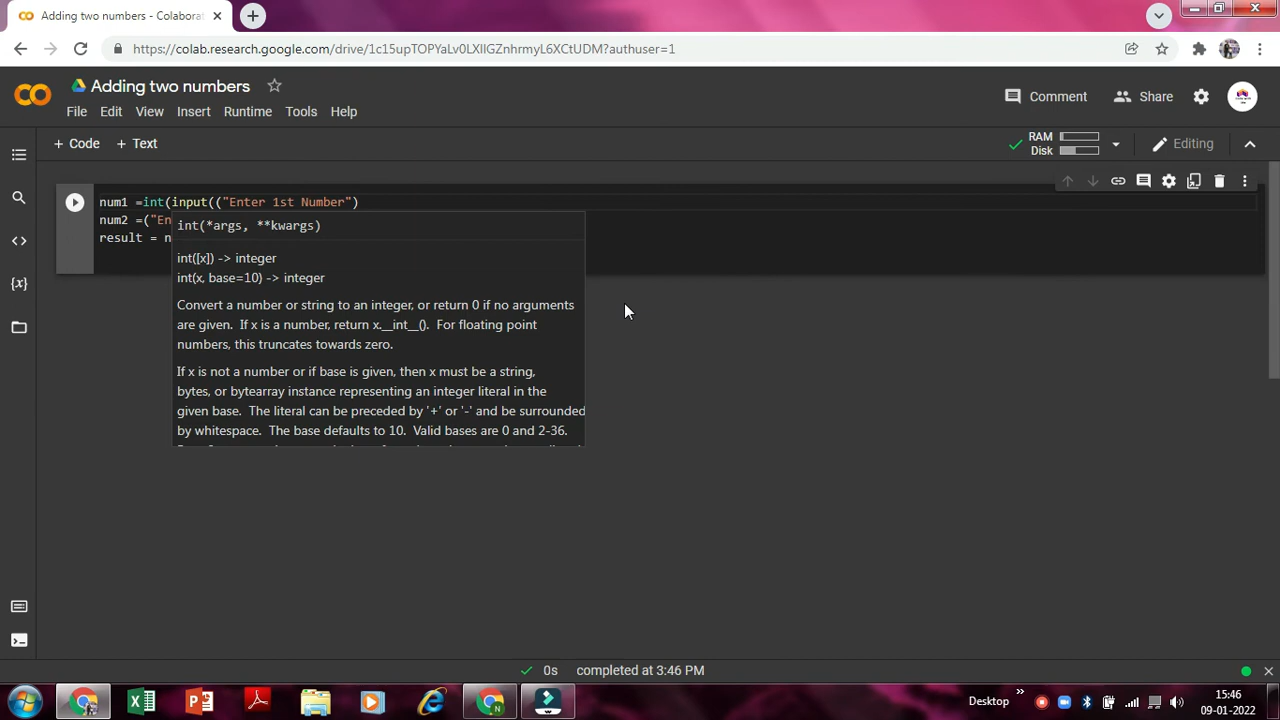 Adding two numbers - Colabora
https://colab.research.google.com/drive/1c15upTOPYaLv0LXIIGZnhrmyL6XCtUDM?authuser=1
Adding two numbers
Comment
Share
File Edit View Insert Runtime Tools Help
+ Code + Text
RAM
Disk
Editing
num1 =int(input(("Enter 1st Number")
num2 =("En
result = n
int(*args, **kwargs)
int([x]) -> integer
int(x, base=10) -> integer
Convert a number or string to an integer, or return 0 if no arguments
are given. If x is a number, return x.__int__(). For floating point
numbers, this truncates towards zero.
If x is not a number or if base is given, then x must be a string,
bytes, or bytearray instance representing an integer literal in the
given base. The literal can be preceded by '+' or '-' and be surrounded
by whitespace. The base defaults to 10. Valid bases are 0 and 2-36.
0s completed at 3:46 PM
Desktop
15:46
09-01-2022